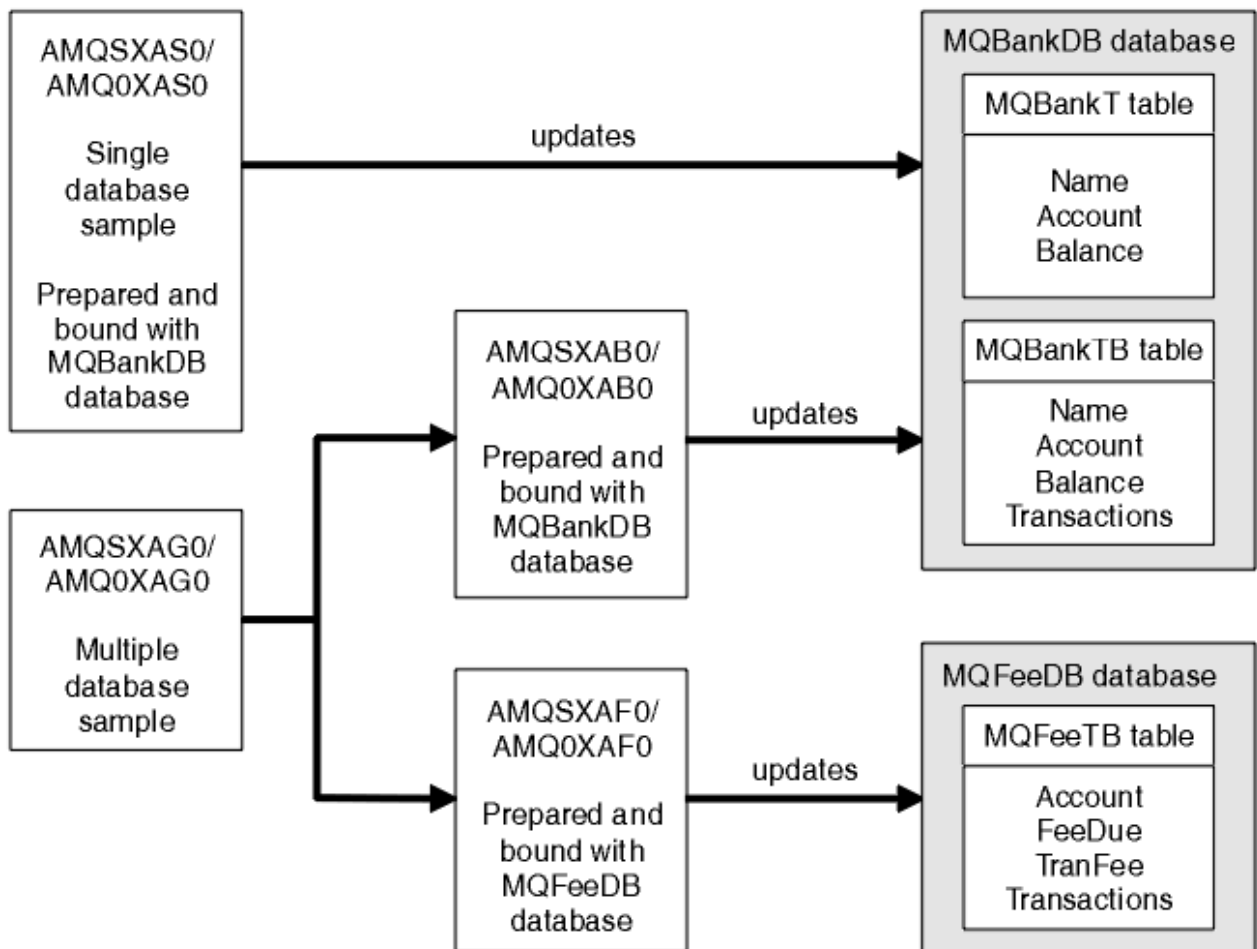 AMQSXAS0/
AMQ0XAS0
Single
database
sample
Prepared and
bound with
MQBankDB
database
updates
MQBankDB database
MQBankT table
Name
Account
Balance
MQBankTB table
Name
Account
Balance
Transactions
AMQSXAB0/
AMQ0XAB0
Prepared and
bound with
MQBankDB
database
updates
AMQSXAG0/
AMQ0XAG0
Multiple
database
sample
AMQSXAF0/
AMQ0XAF0
Prepared and
bound with
MQFeeDB
database
updates
MQFeeDB database
MQFeeTB table
Account
FeeDue
TranFee
Transactions